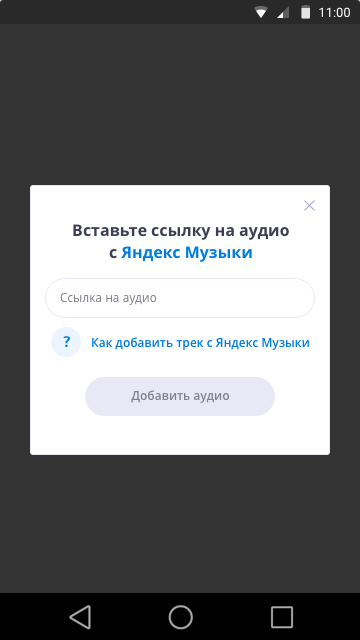 11:00
Вставьте ссылку на аудио
с Яндекс Музыки
Ссылка на аудио
? Как добавить трек с Яндекс Музыки
Добавить аудио